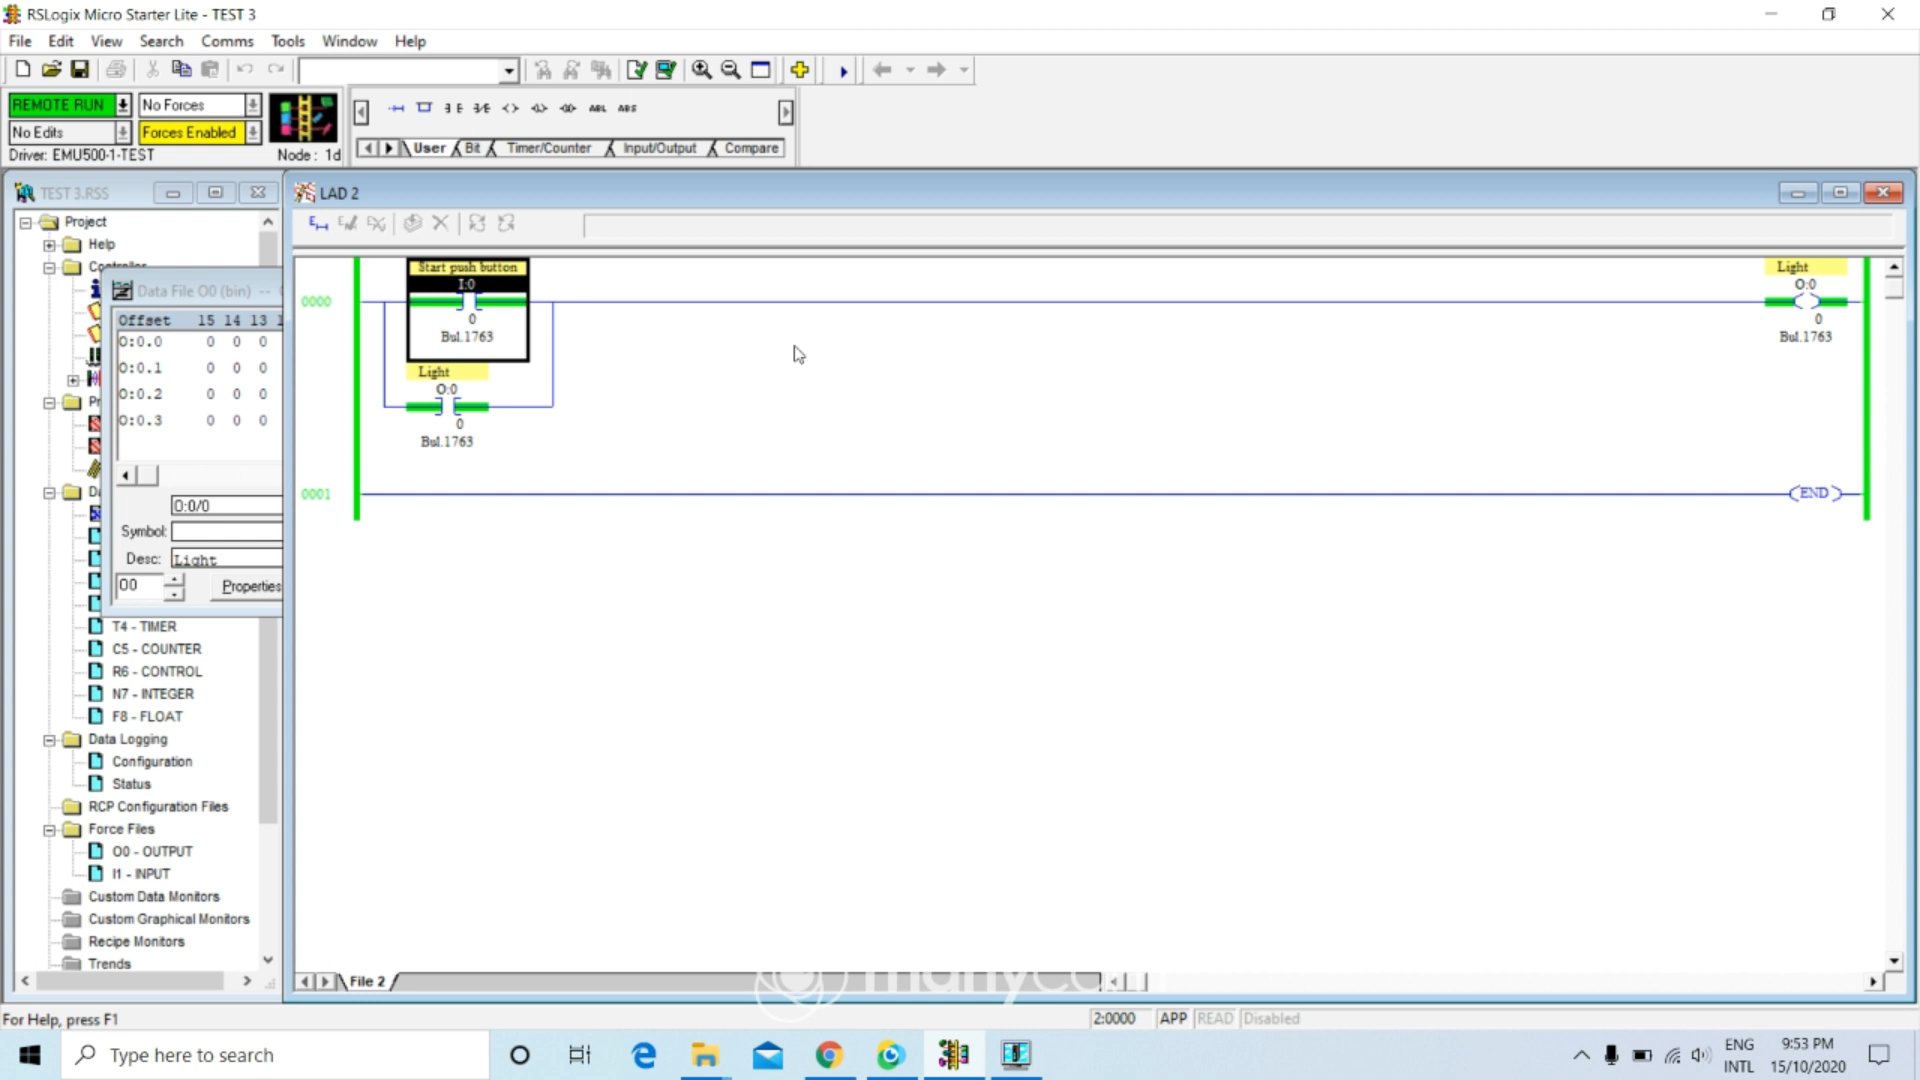 RSLogix Micro Starter Lite - TEST 3
File Edit View Search Comms Tools Window Help
REMOTE RUN No Forces
No Edits Forces Enabled
Driver: EMU500-1-TEST Node : 1d
ABL ABS
User Bit Timer/Counter Input/Output Compare
TEST 3.RSS
Project
Help
Controller
Data File O0 (bin) --
Offset 15 14 13 1
O:0.0 0 0 0
O:0.1 0 0 0
O:0.2 0 0 0
O:0.3 0 0 0
O:0/0
Symbol:
Desc: Light
O0 Properties
T4 - TIMER
C5 - COUNTER
R6 - CONTROL
N7 - INTEGER
F8 - FLOAT
Data Logging
Configuration
Status
RCP Configuration Files
Force Files
O0 - OUTPUT
I1 - INPUT
Custom Data Monitors
Custom Graphical Monitors
Recipe Monitors
Trends
LAD 2
Start push button
I:0
0000
0
Bul.1763
Light
O:0
0
Bul.1763
Light
O:0
0
Bul.1763
0001
END
File 2
manycam
For Help, press F1
2:0000 APP READ Disabled
Type here to search
ENG
INTL
9:53 PM
15/10/2020